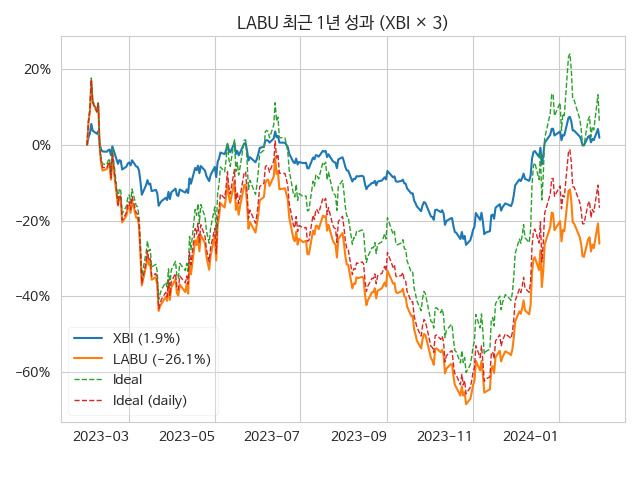 LABU 최근 1년 성과 (XBI × 3)
20%
0%
−20%
−40%
−60%
XBI (1.9%)
LABU (−26.1%)
Ideal
Ideal (daily)
2023−03
2023−05
2023−07
2023−09
2023−11
2024−01